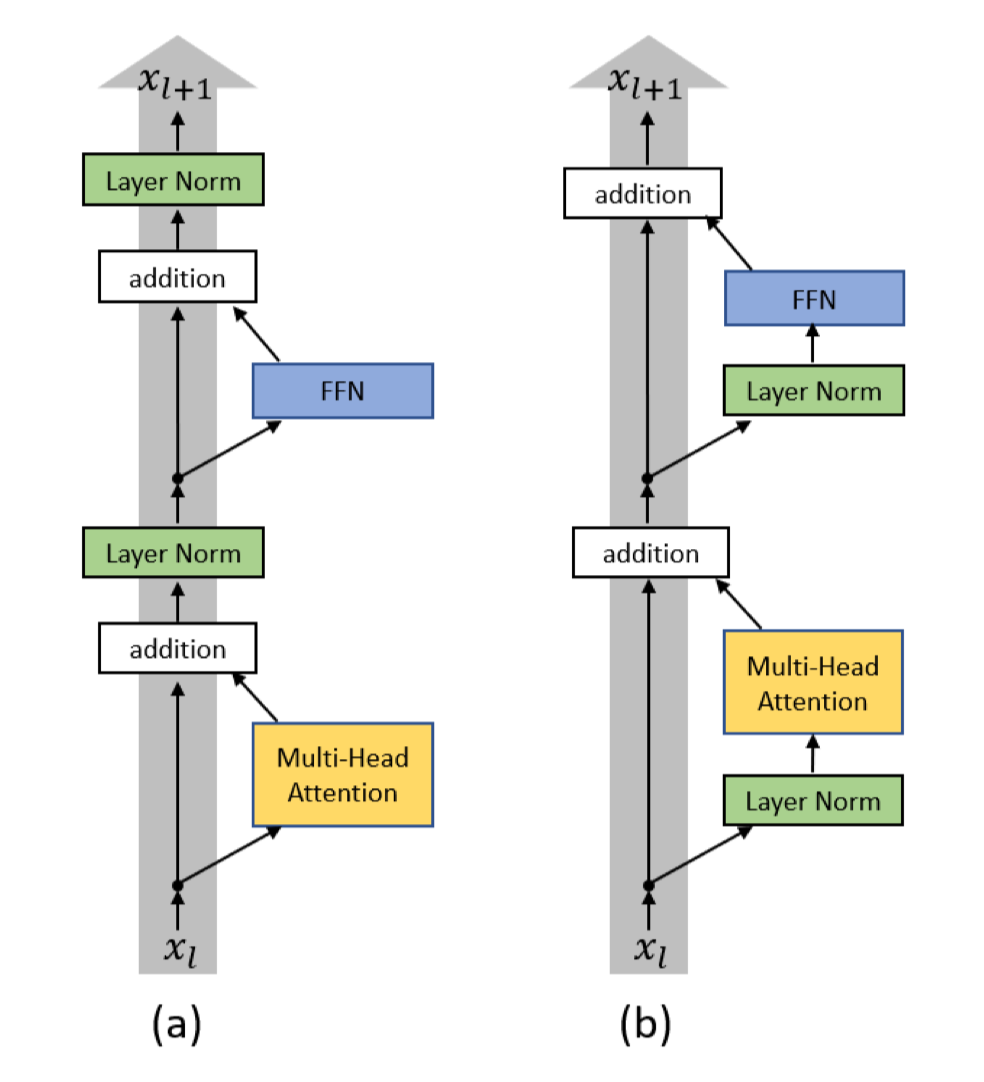 x_{l+1}
Layer Norm
addition
FFN
Layer Norm
addition
Multi-Head
Attention
x_l
(a)
x_{l+1}
addition
FFN
Layer Norm
addition
Multi-Head
Attention
Layer Norm
x_l
(b)